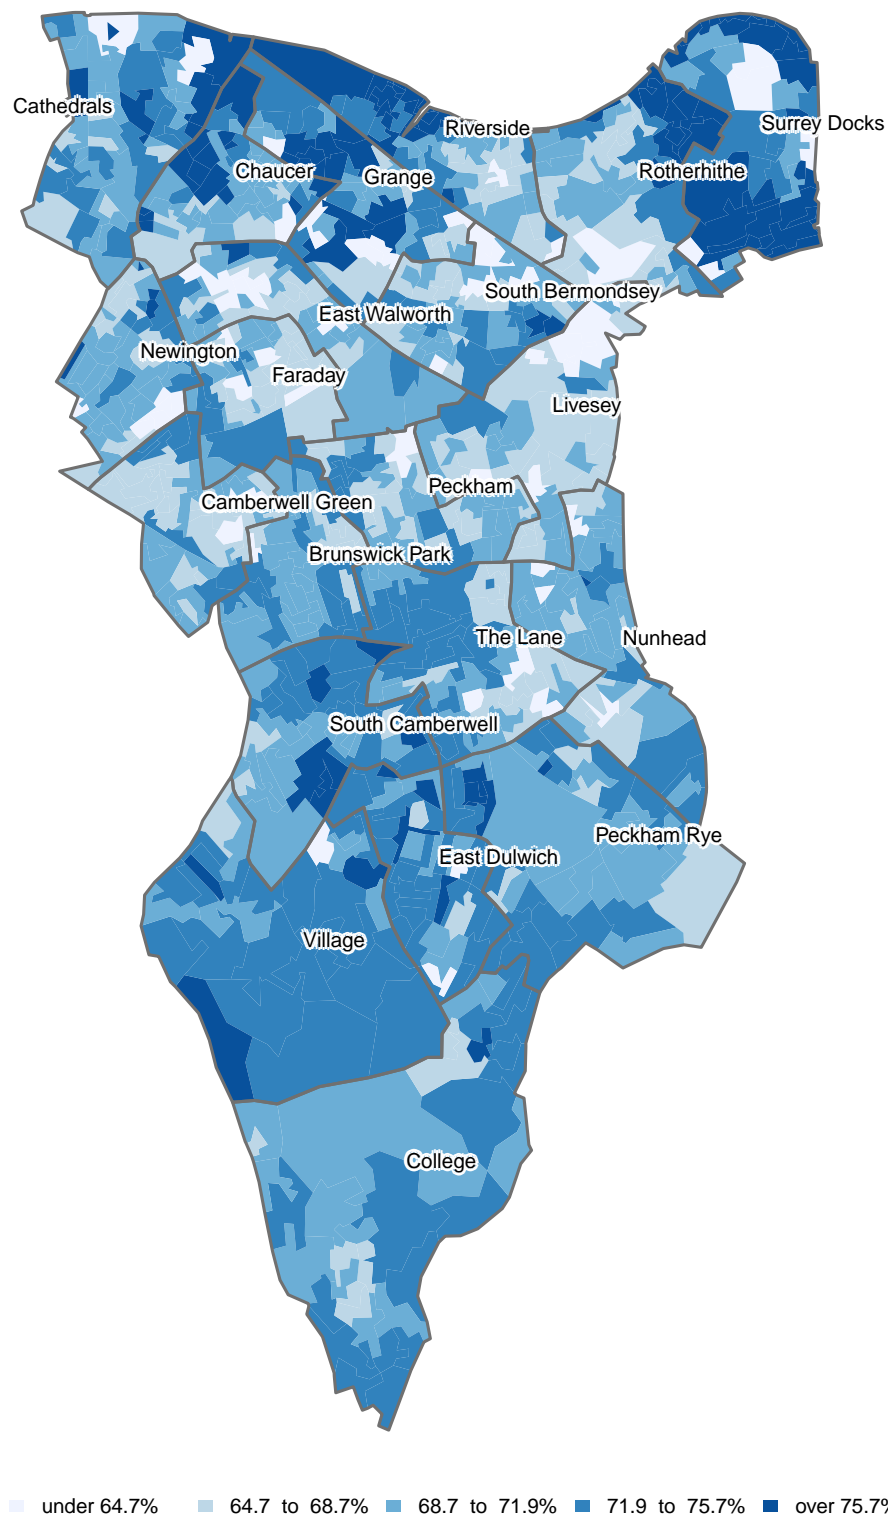 Cathedrals
Riverside
Surrey Docks
Chaucer
Grange
Rotherhithe
South Bermondsey
East Walworth
Newington
Faraday
Livesey
Peckham
Camberwell Green
Brunswick Park
The Lane
Nunhead
South Camberwell
Peckham Rye
East Dulwich
Village
College
under 64.7% 64.7 to 68.7% 68.7 to 71.9% 71.9 to 75.7% over 75.7